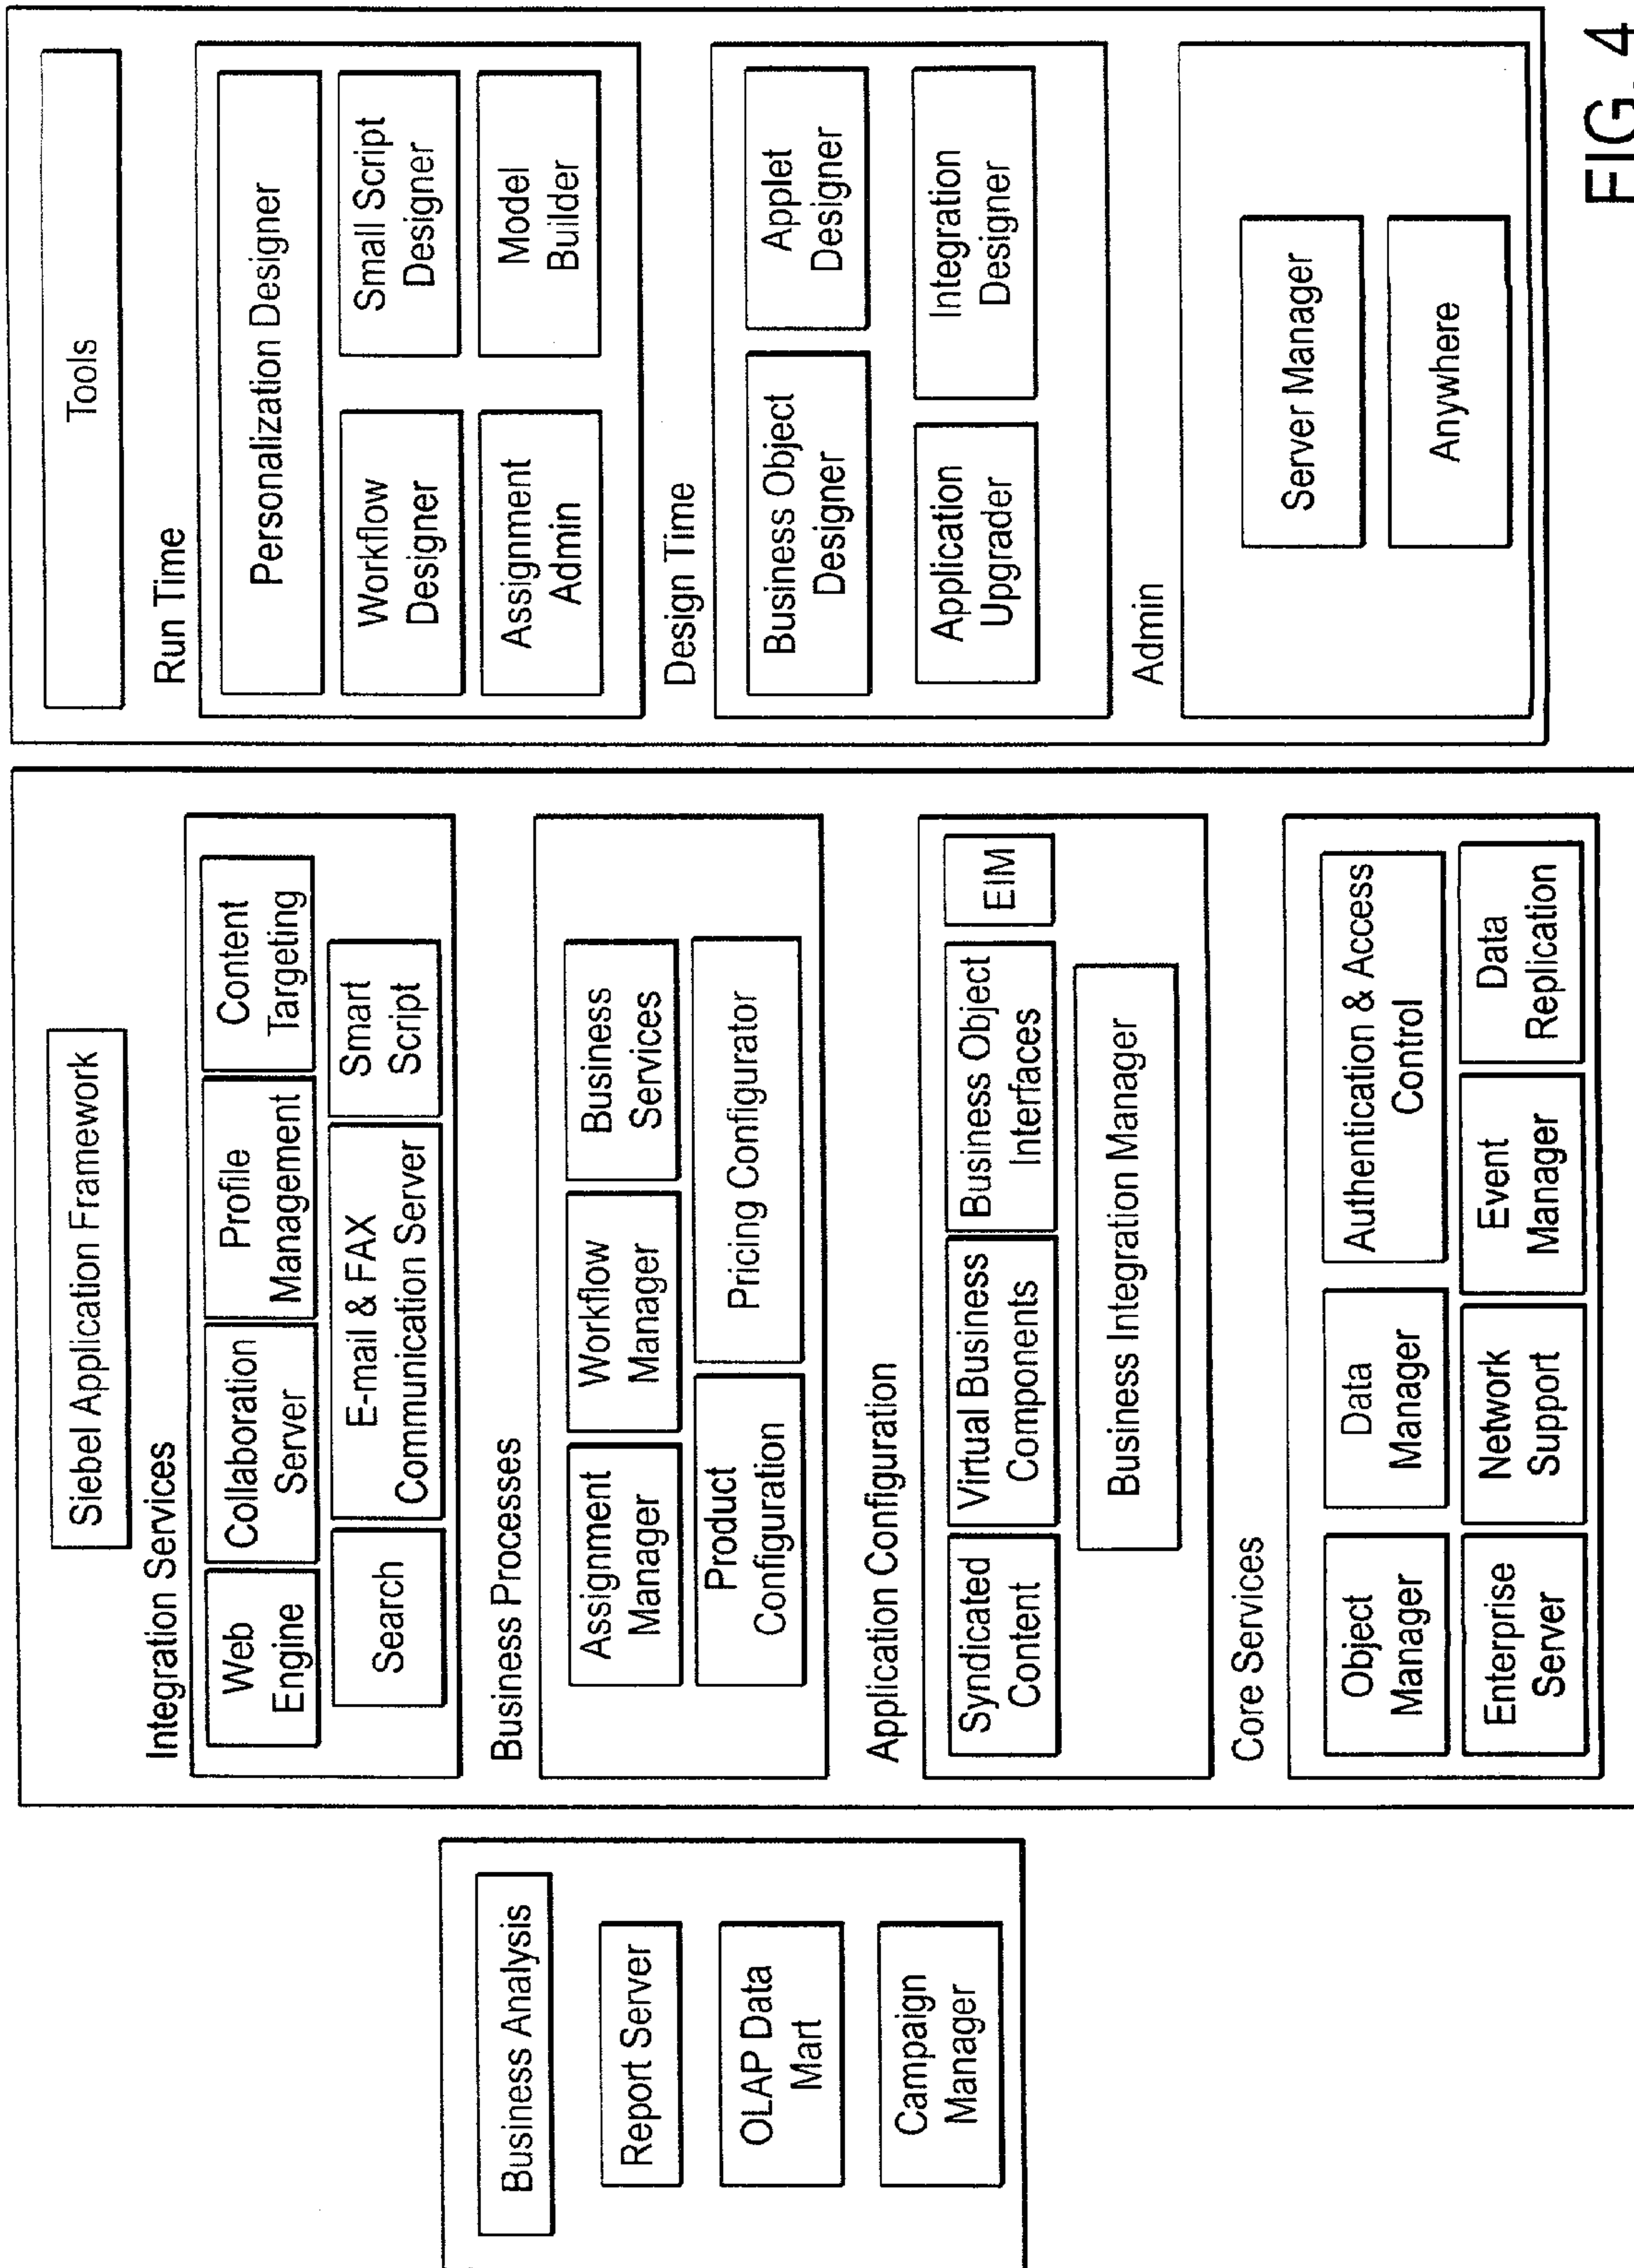 Business Analysis
Report Server
OLAP Data
Mart
Campaign
Manager
Siebel Application Framework
Integration Services
Web
Engine
Collaboration
Server
Profile
Management
Content
Targeting
Search
E-mail & FAX
Communication Server
Smart
Script
Business Processes
Assignment
Manager
Workflow
Manager
Business
Services
Product
Configuration
Pricing Configurator
Application Configuration
Syndicated
Content
Virtual Business
Components
Business Object
Interfaces
EIM
Business Integration Manager
Core Services
Object
Manager
Data
Manager
Authentication & Access
Control
Enterprise
Server
Network
Support
Event
Manager
Data
Replication
Tools
Run Time
Personalization Designer
Workflow
Designer
Small Script
Designer
Assignment
Admin
Model
Builder
Design Time
Business Object
Designer
Applet
Designer
Application
Upgrader
Integration
Designer
Admin
Server Manager
Anywhere
FIG. 4